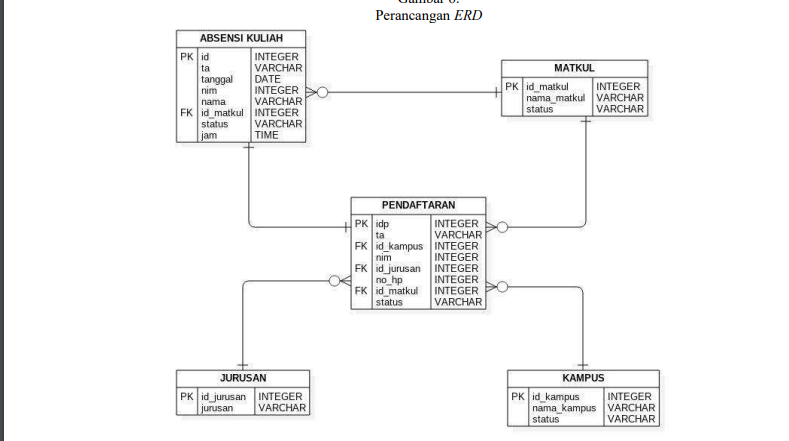 Gambar 6.
Perancangan ERD
ABSENSI KULIAH
PK id INTEGER
ta VARCHAR
tanggal DATE
nim INTEGER
nama VARCHAR
FK id_matkul INTEGER
status VARCHAR
jam TIME
MATKUL
PK id_matkul INTEGER
nama_matkul VARCHAR
status VARCHAR
PENDAFTARAN
PK idp INTEGER
ta VARCHAR
FK id_kampus INTEGER
nim INTEGER
FK id_jurusan INTEGER
no_hp INTEGER
FK id_matkul INTEGER
status VARCHAR
JURUSAN
PK id_jurusan INTEGER
jurusan VARCHAR
KAMPUS
PK id_kampus INTEGER
nama_kampus VARCHAR
status VARCHAR